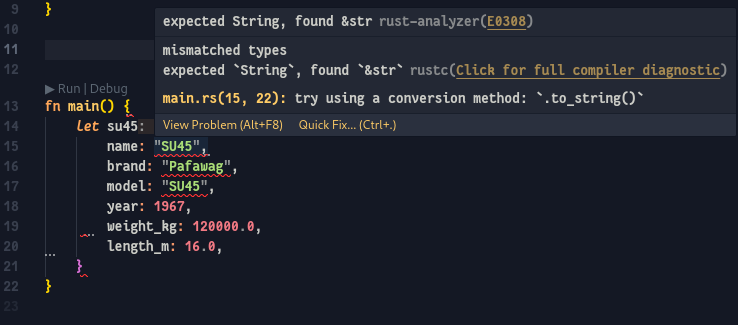 9 }
10
11
12
expected String, found &str rust-analyzer(E0308)
mismatched types
expected `String`, found `&str` rustc(Click for full compiler diagnostic)
main.rs(15, 22): try using a conversion method: `.to_string()`
View Problem (Alt+F8) Quick Fix... (Ctrl+.)
▶ Run | Debug
13 fn main() {
14 let su45:
15 name: "SU45",
16 brand: "Pafawag",
17 model: "SU45",
18 year: 1967,
19 weight_kg: 120000.0,
20 length_m: 16.0,
21 }
22 }
23